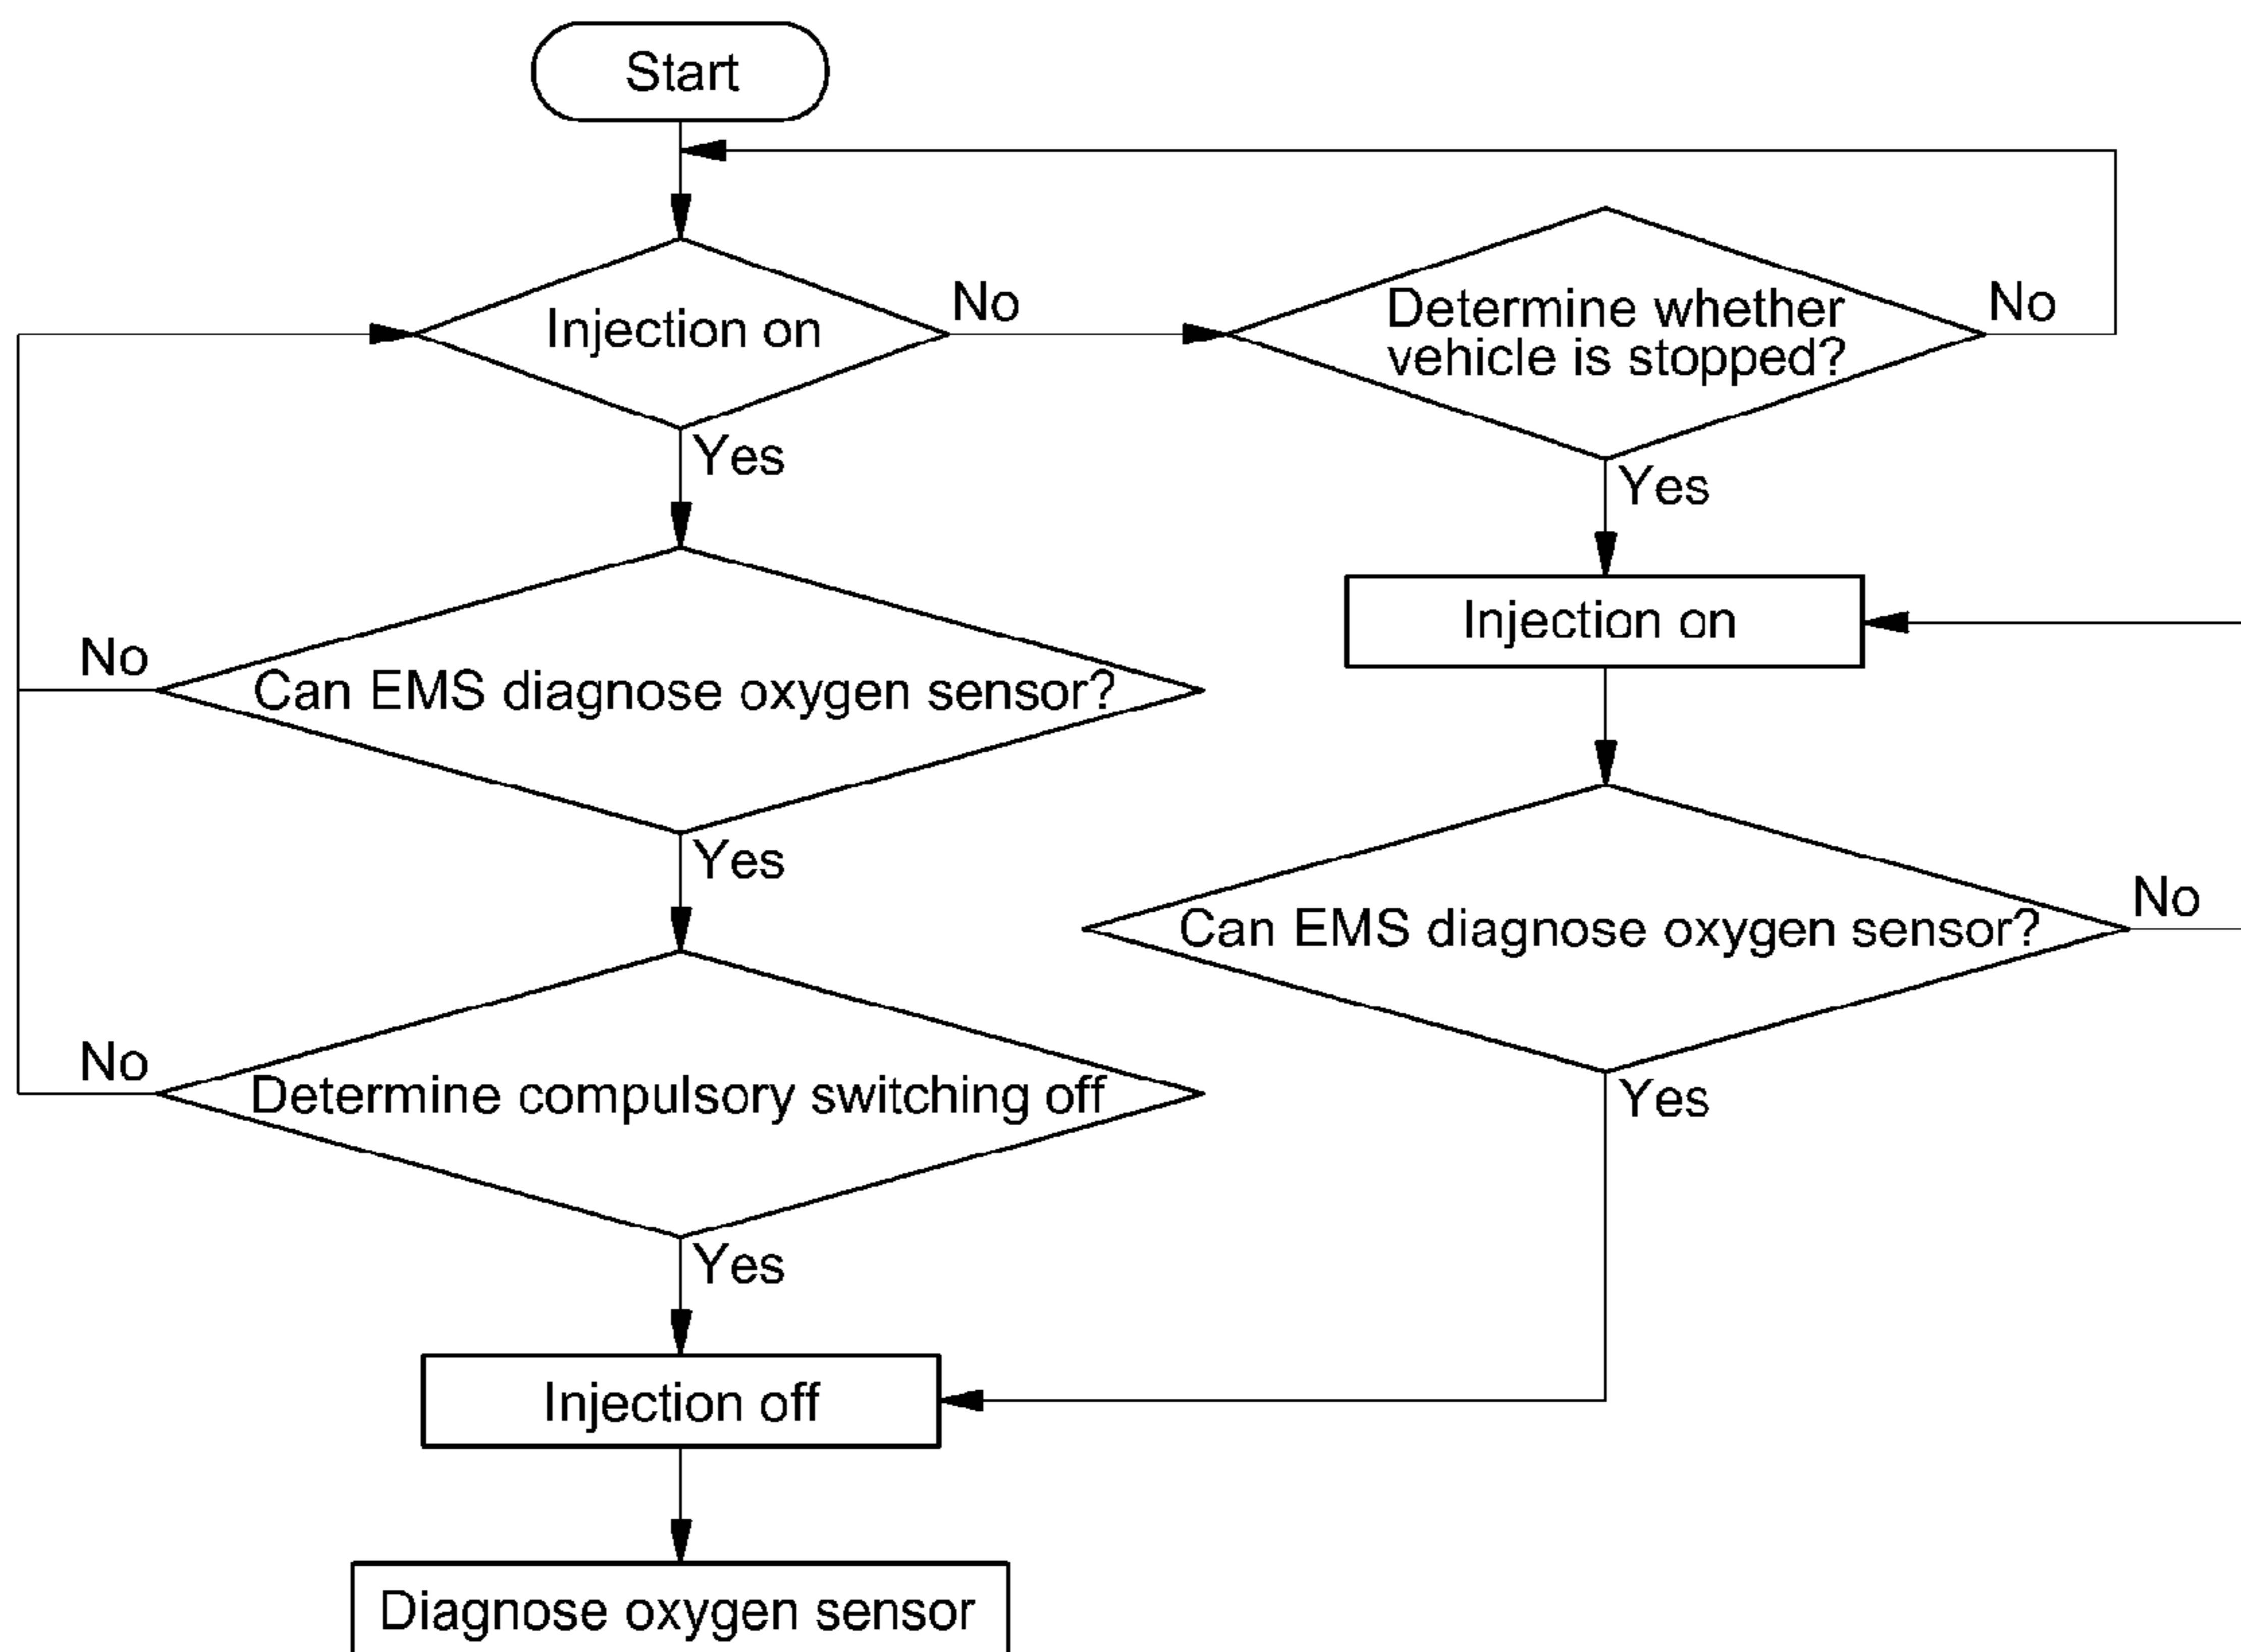 Start
Injection on
No
Determine whether
vehicle is stopped?
No
Yes
Yes
Injection on
No
Can EMS diagnose oxygen sensor?
Yes
Can EMS diagnose oxygen sensor?
No
No
Determine compulsory switching off
Yes
Yes
Injection off
Diagnose oxygen sensor